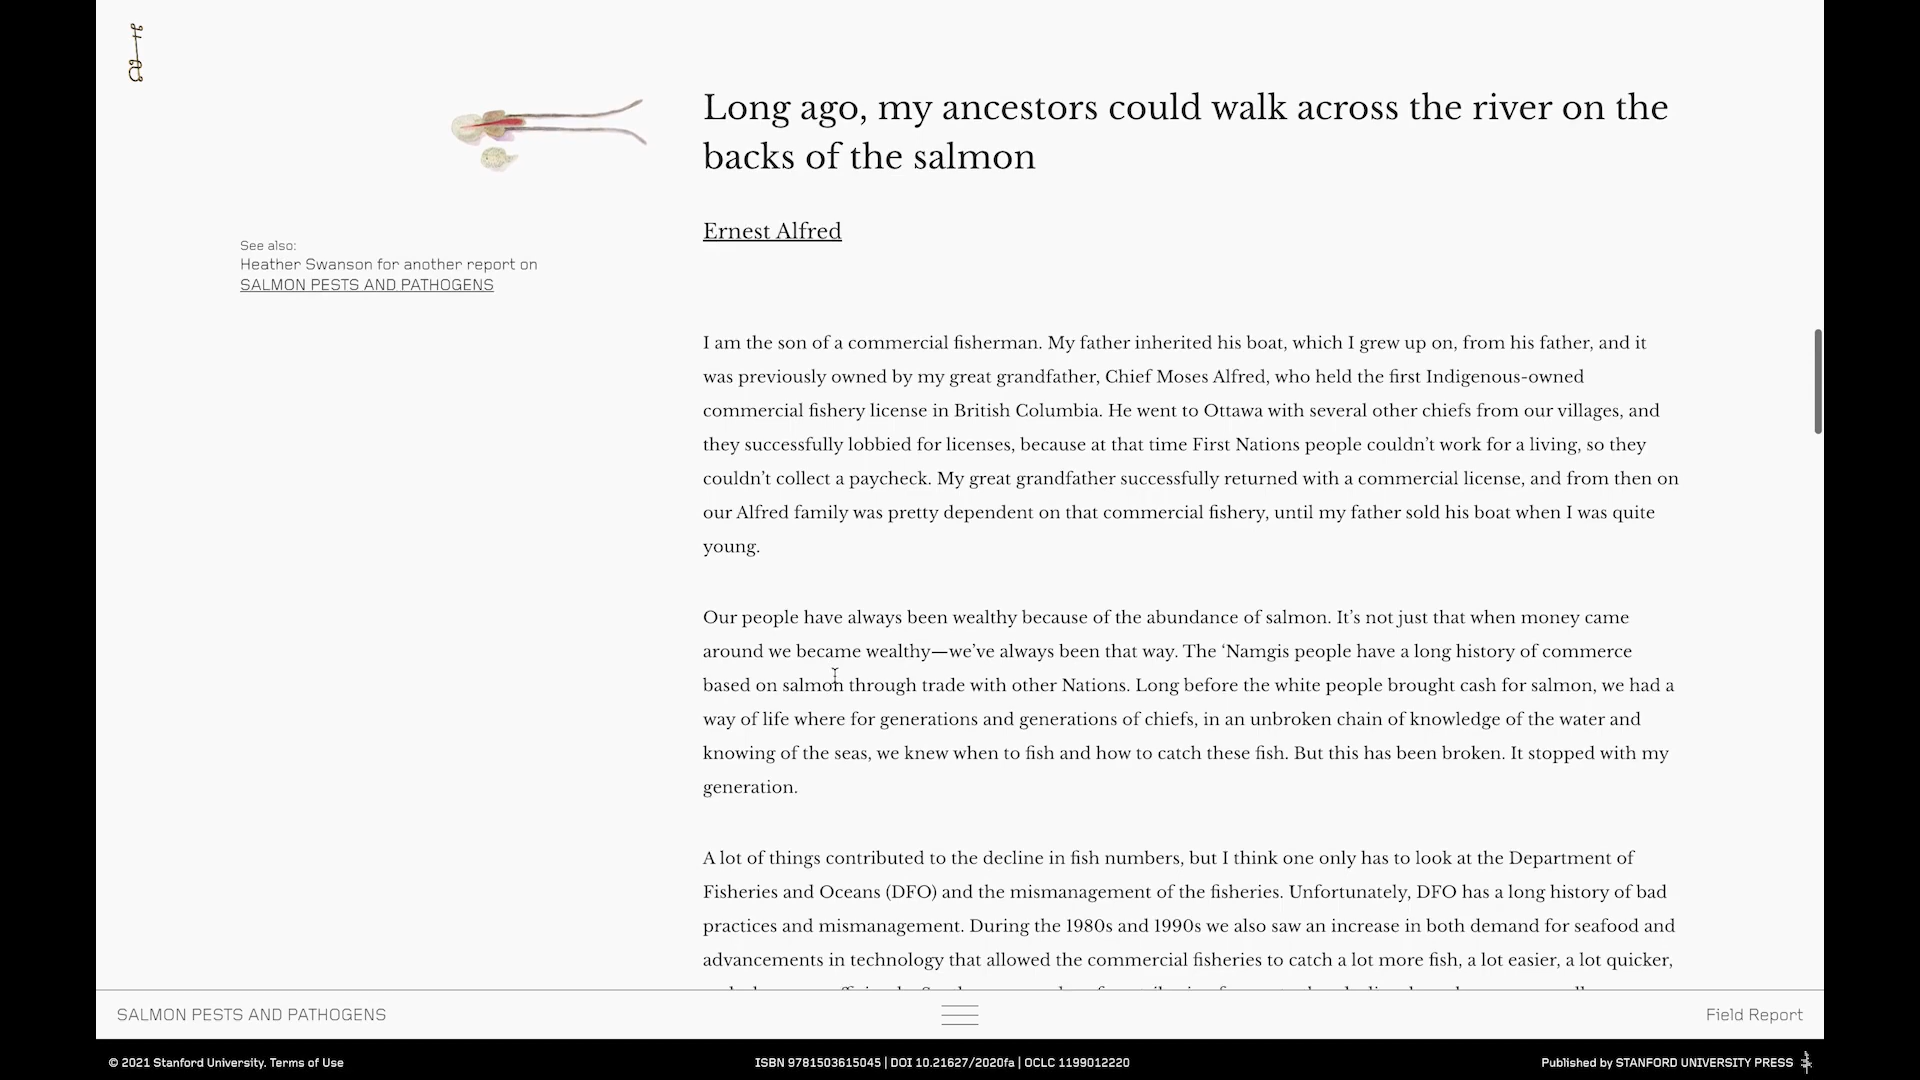 Long ago, my ancestors could walk across the river on the
backs of the salmon
Ernest Alfred
See also:
Heather Swanson for another report on
SALMON PESTS AND PATHOGENS
I am the son of a commercial fisherman. My father inherited his boat, which I grew up on, from his father, and it
was previously owned by my great grandfather, Chief Moses Alfred, who held the first Indigenous-owned
commercial fishery license in British Columbia. He went to Ottawa with several other chiefs from our villages, and
they successfully lobbied for licenses, because at that time First Nations people couldn’t work for a living, so they
couldn’t collect a paycheck. My great grandfather successfully returned with a commercial license, and from then on
our Alfred family was pretty dependent on that commercial fishery, until my father sold his boat when I was quite
young.
Our people have always been wealthy because of the abundance of salmon. It’s not just that when money came
around we became wealthy—we’ve always been that way. The ‘Namgis people have a long history of commerce
based on salmon through trade with other Nations. Long before the white people brought cash for salmon, we had a
way of life where for generations and generations of chiefs, in an unbroken chain of knowledge of the water and
knowing of the seas, we knew when to fish and how to catch these fish. But this has been broken. It stopped with my
generation.
A lot of things contributed to the decline in fish numbers, but I think one only has to look at the Department of
Fisheries and Oceans (DFO) and the mismanagement of the fisheries. Unfortunately, DFO has a long history of bad
practices and mismanagement. During the 1980s and 1990s we also saw an increase in both demand for seafood and
advancements in technology that allowed the commercial fisheries to catch a lot more fish, a lot easier, a lot quicker,
SALMON PESTS AND PATHOGENS
Field Report
© 2021 Stanford University. Terms of Use
ISBN 9781503615045 | DOI 10.21627/2020fa | OCLC 1199012220
Published by STANFORD UNIVERSITY PRESS